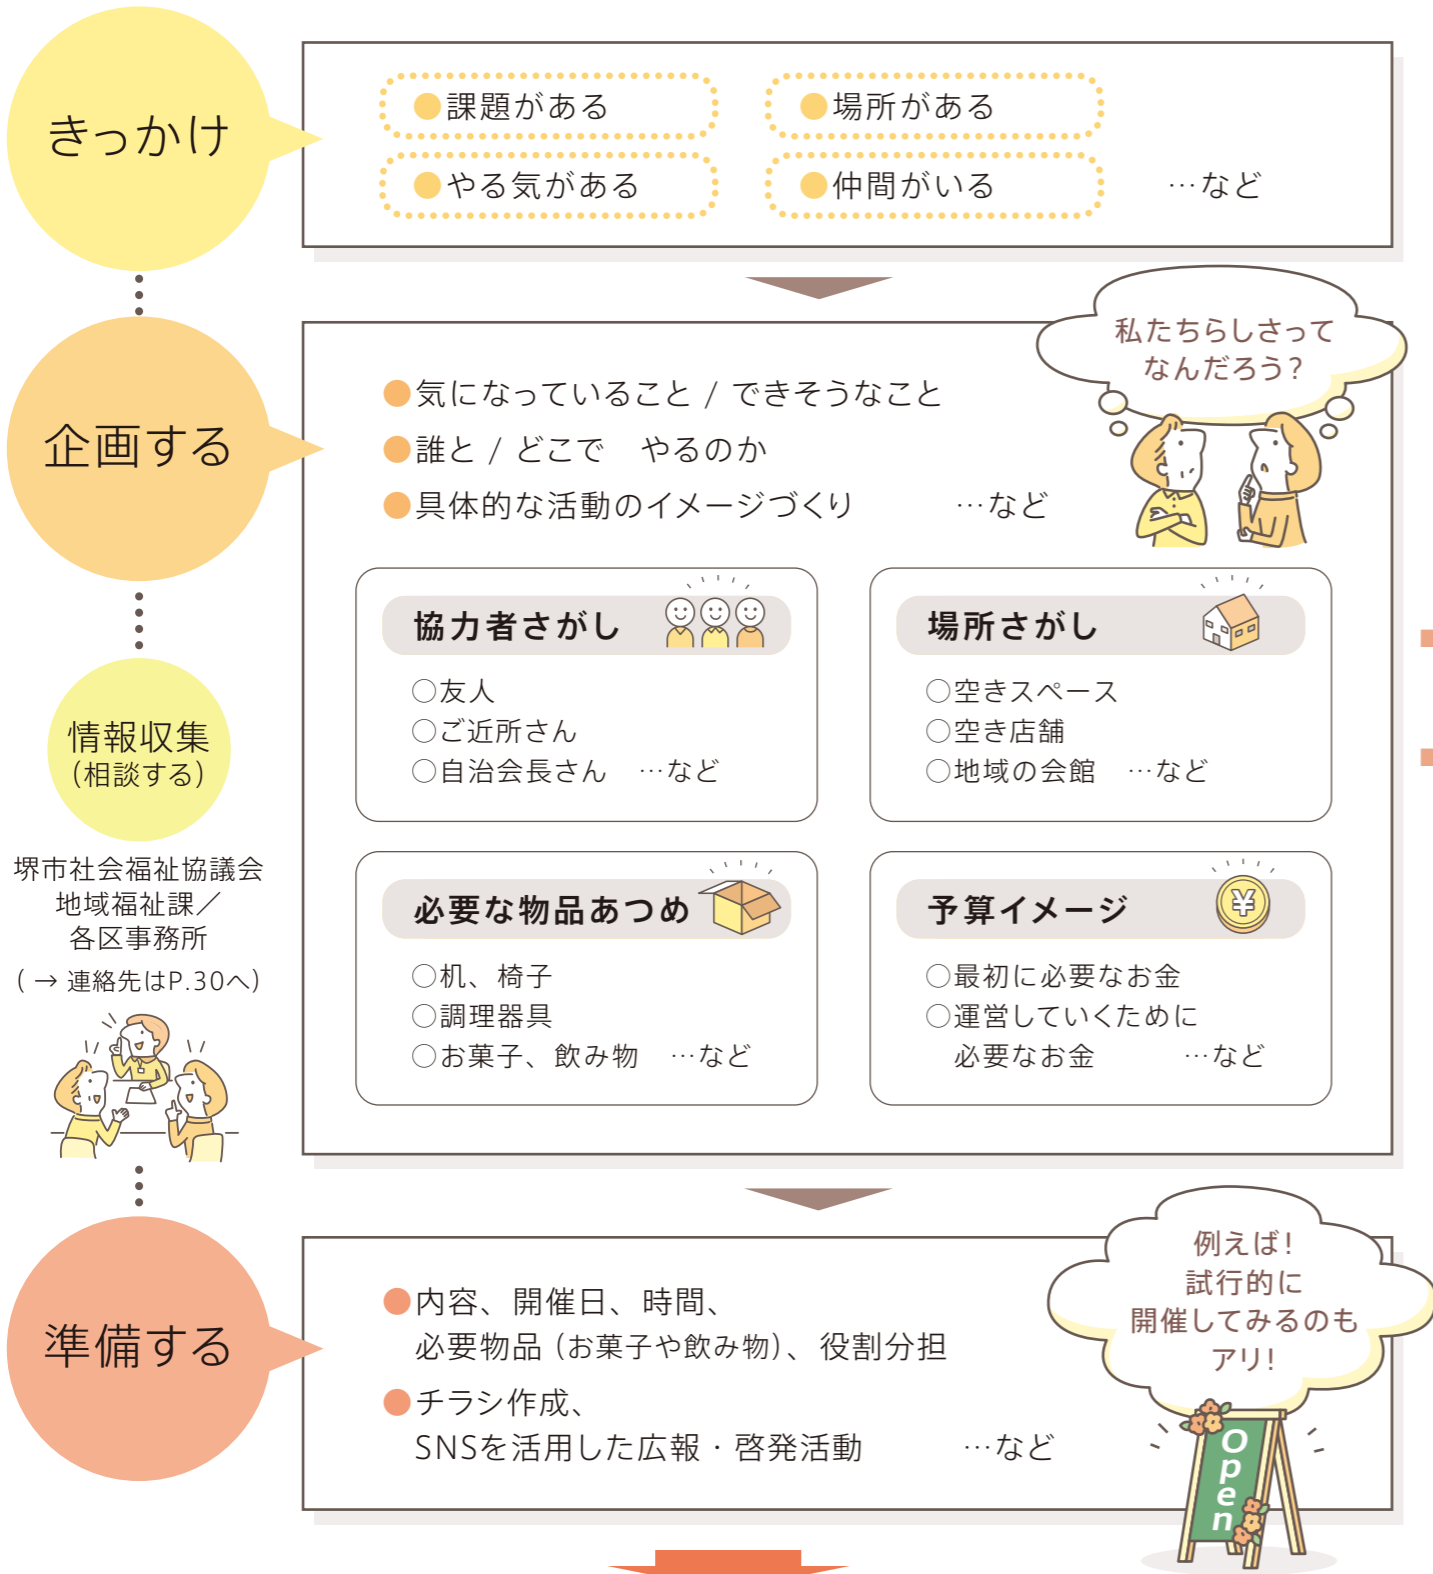 きっかけ
●課題がある
●場所がある
●やる気がある
●仲間がいる
…など
企画する
私たちらしさって
なんだろう？
●気になっていること / できそうなこと
●誰と / どこで　やるのか
●具体的な活動のイメージづくり　…など
協力者さがし
○友人
○ご近所さん
○自治会長さん　…など
場所さがし
○空きスペース
○空き店舗
○地域の会館　…など
必要な物品あつめ
○机、椅子
○調理器具
○お菓子、飲み物　…など
予算イメージ
¥
○最初に必要なお金
○運営していくために
必要なお金　…など
情報収集
（相談する）
堺市社会福祉協議会
地域福祉課／
各区事務所
（→ 連絡先はP.30へ）
準備する
●内容、開催日、時間、
必要物品（お菓子や飲み物）、役割分担
●チラシ作成、
SNSを活用した広報・啓発活動　…など
例えば！
試行的に
開催してみるのも
アリ！
Open